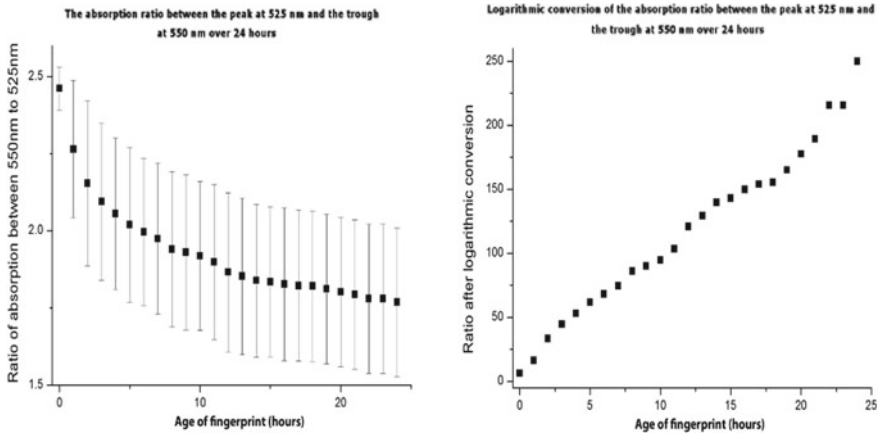 The absorption ratio between the peak at 525 nm and the trough
at 550 nm over 24 hours
Ratio of absorption between 550nm to 525nm
2.5
2.0
1.5
0
10
20
Age of fingerprint (hours)
Logarithmic conversion of the absorption ratio between the peak at 525 nm and
the trough at 550 nm over 24 hours
Ratio after logarithmic conversion
250
200
150
100
50
0
0
5
10
15
20
25
Age of fingerprint (hours)